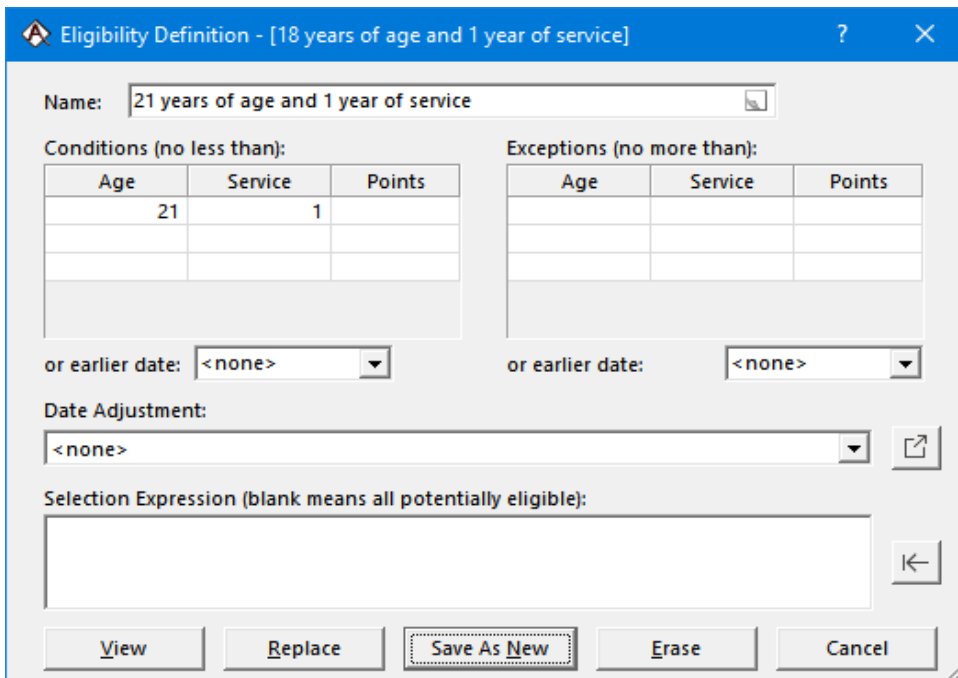 Eligibility Definition - [18 years of age and 1 year of service] ?
Name: 21 years of age and 1 year of service
Conditions (no less than): Exceptions (no more than):
Age Service Points Age Service Points
21 1
or earlier date: <none> or earlier date: <none>
Date Adjustment:
<none>
Selection Expression (blank means all potentially eligible):
View Replace Save As New Erase Cancel